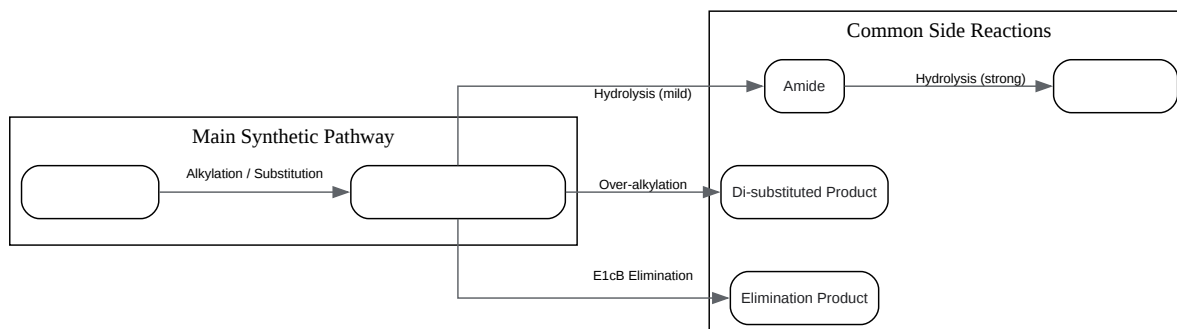 Common Side Reactions
Amide
Hydrolysis (strong)
Hydrolysis (mild)
Main Synthetic Pathway
Alkylation / Substitution
Over-alkylation
Di-substituted Product
E1cB Elimination
Elimination Product